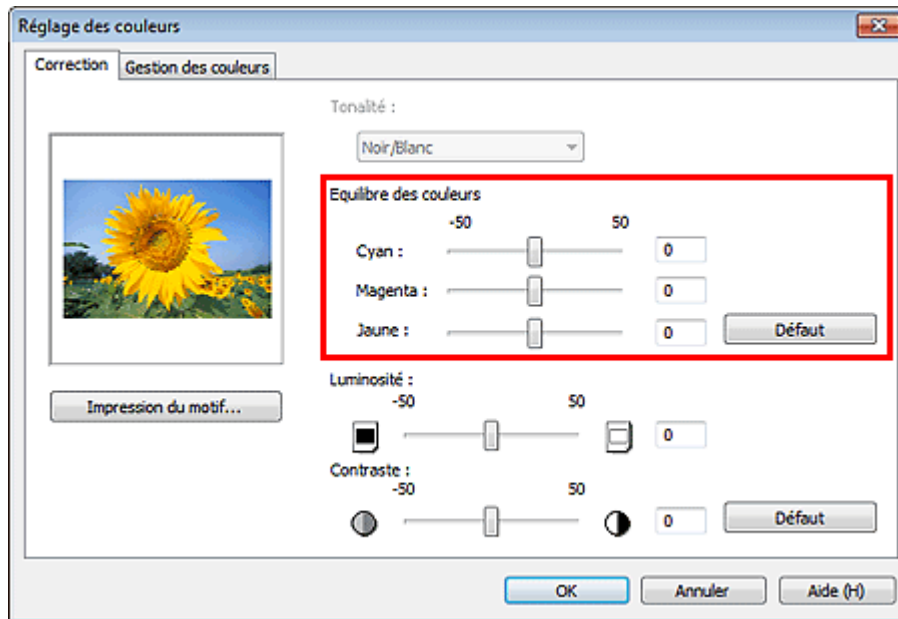 Réglage des couleurs
Correction
Gestion des couleurs
Tonalité :
Noir/Blanc
Equilibre des couleurs
-50 50
Cyan : 0
Magenta : 0
Jaune : 0 Défaut
Impression du motif...
Luminosité :
-50 50
0
Contraste :
-50 50
0 Défaut
OK Annuler Aide (H)